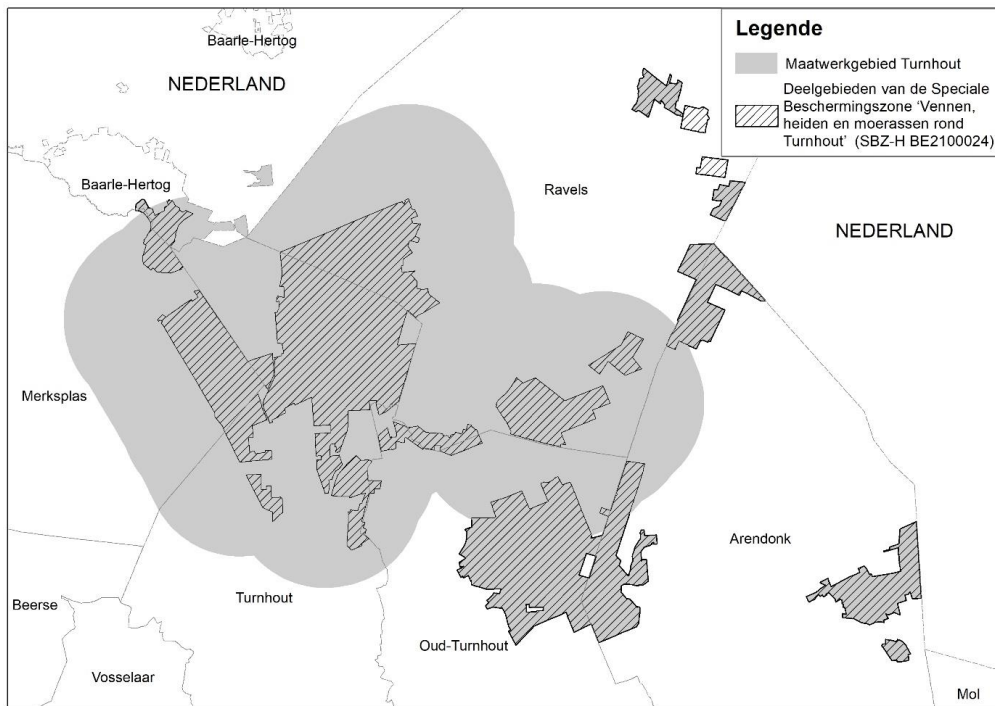 Baarle-Hertog
NEDERLAND
Legende
Maatwerkgebied Turnhout
Deelgebieden van de Speciale
Beschermingszone 'Vennen,
heiden en moerassen rond
Turnhout' (SBZ-H BE2100024)
Baarle-Hertog
Ravels
NEDERLAND
Merksplas
Arendonk
Beerse
Turnhout
Oud-Turnhout
Vosselaar
Mol